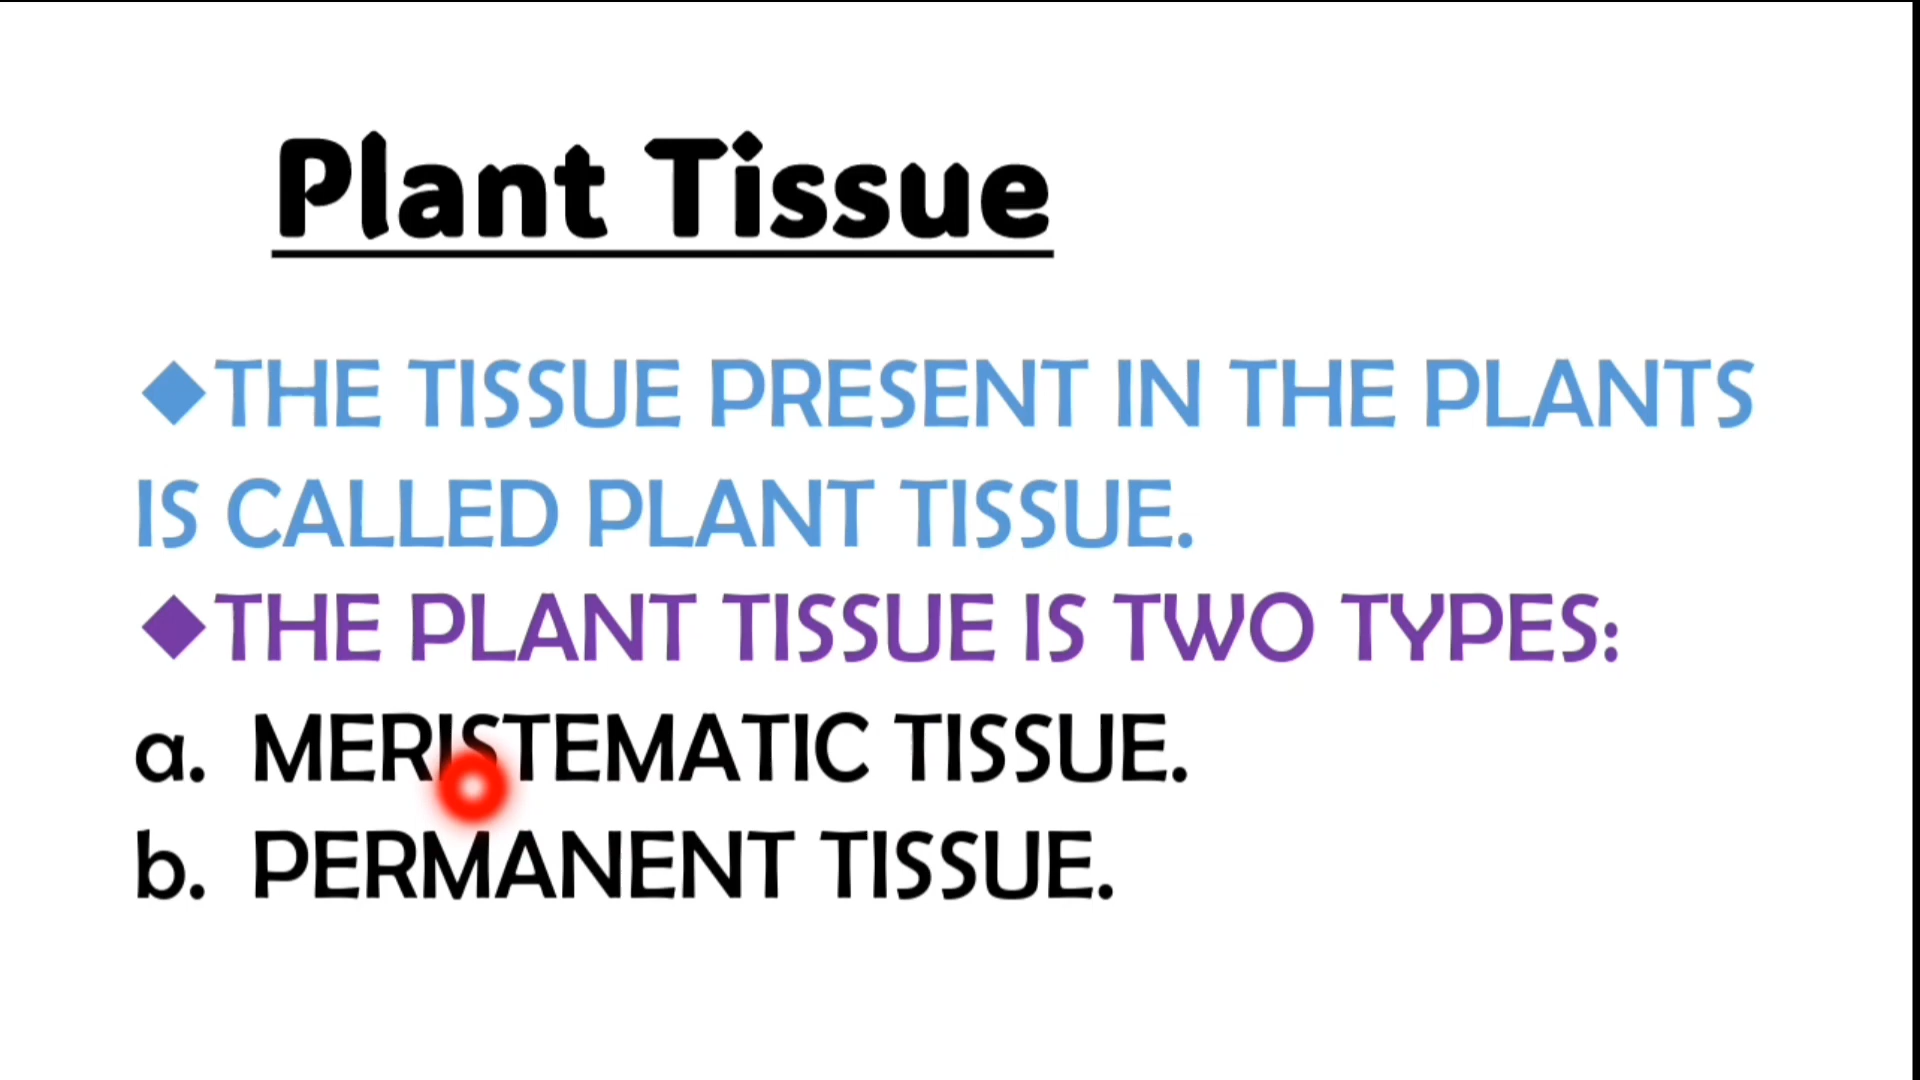 Plant Tissue
◆THE TISSUE PRESENT IN THE PLANTS
IS CALLED PLANT TISSUE.
◆THE PLANT TISSUE IS TWO TYPES:
a. MERISTEMATIC TISSUE.
b. PERMANENT TISSUE.